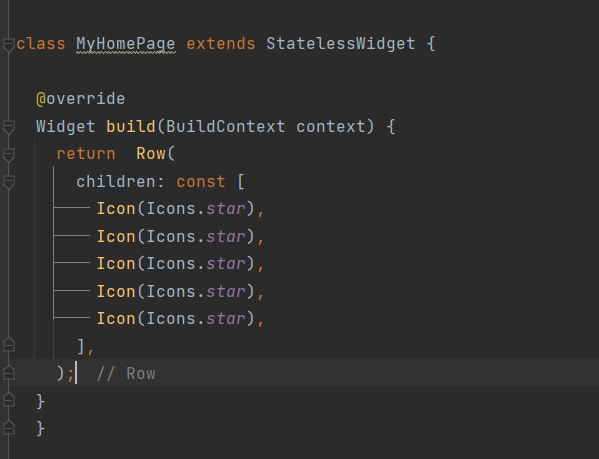 class MyHomePage extends StatelessWidget {
@override
Widget build(BuildContext context) {
return  Row(
children: const [
Icon(Icons.star),
Icon(Icons.star),
Icon(Icons.star),
Icon(Icons.star),
Icon(Icons.star),
],
);  // Row
}
}